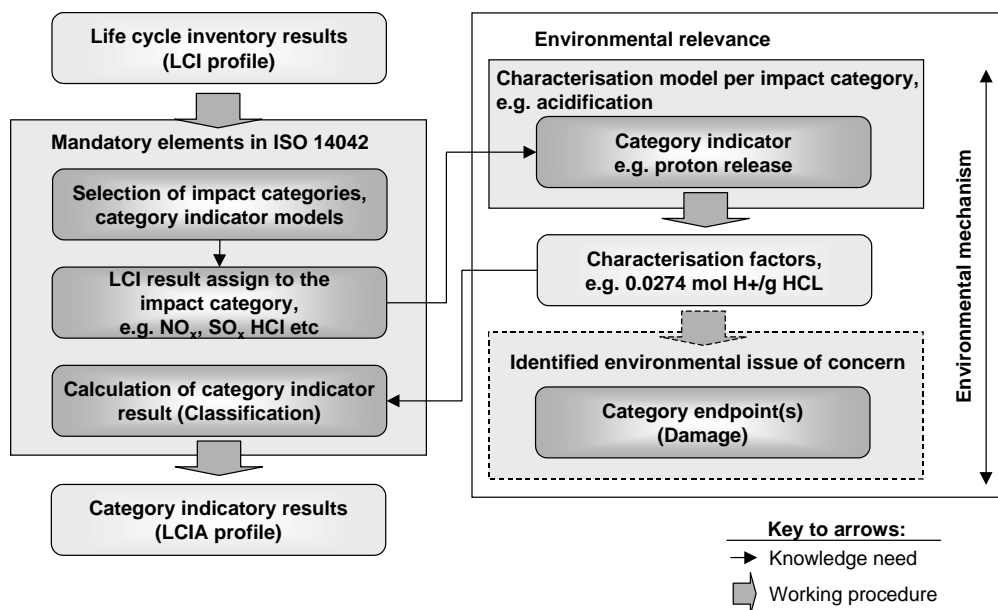 Life cycle inventory results
(LCI profile)
Mandatory elements in ISO 14042
Selection of impact categories,
category indicator models
LCI result assign to the
impact category,
e.g. NOx, SOx HCI etc
Calculation of category indicator
result (Classification)
Category indicatory results
(LCIA profile)
Environmental relevance
Characterisation model per impact category,
e.g. acidification
Category indicator
e.g. proton release
Characterisation factors,
e.g. 0.0274 mol H+/g HCL
Identified environmental issue of concern
Category endpoint(s)
(Damage)
Environmental mechanism
Key to arrows:
Knowledge need
Working procedure